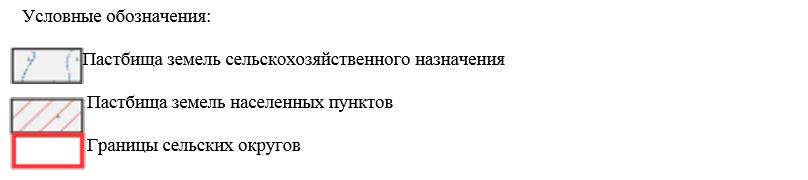 Условные обозначения:
Пастбища земель сельскохозяйственного назначения
Пастбища земель населенных пунктов
Границы сельских округов